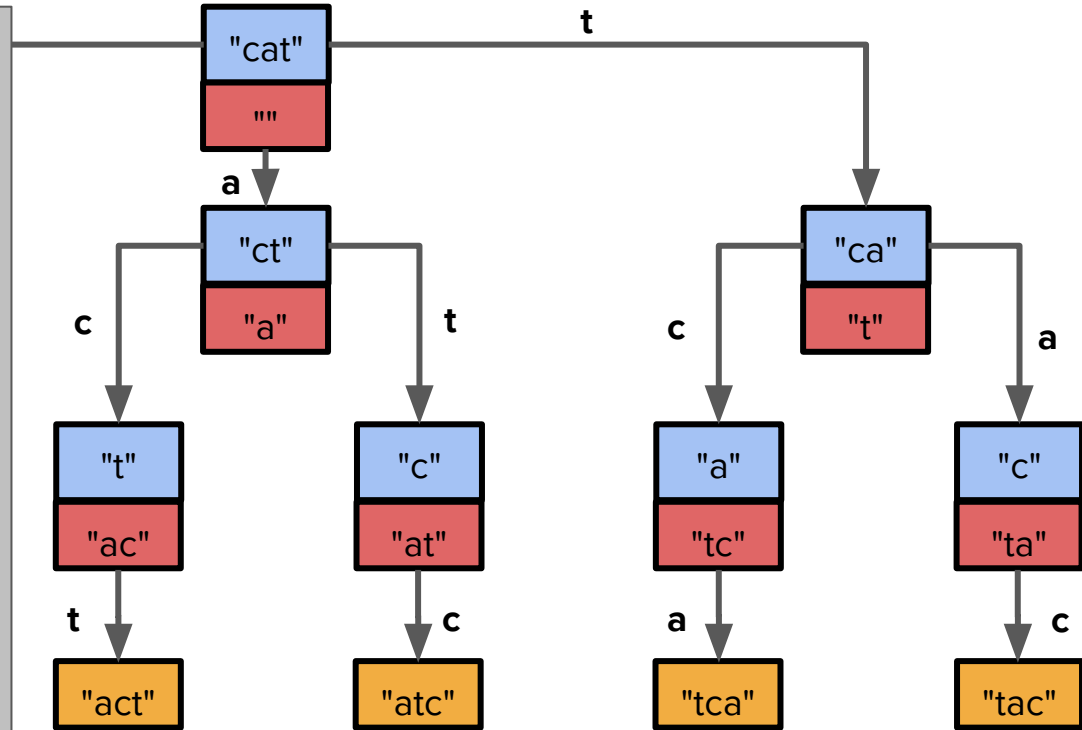 "cat"
t
""
a
"ct"
"ca"
"a"
"t"
c
t
c
a
"t"
"c"
"a"
"c"
"ac"
"at"
"tc"
"ta"
t
c
a
c
"act"
"atc"
"tca"
"tac"